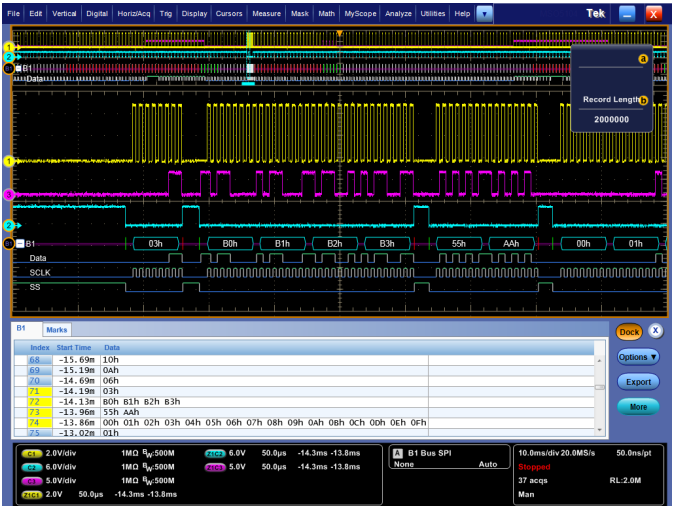 File Edit Vertical Digital Horiz/Acq Trig Display Cursors Measure Mask Math MyScope Analyze Utilities Help Tek X
a
Record Length b
2000000
1
2
B1 B1
Data
1
3
2
B1 B1 03h B0h B1h B2h B3h 55h AAh 00h 01h
Data
SCLK
SS
B1 Marks Dock X
Index Start Time Data
68 -15.69m 10h
69 -15.19m 0Ah
70 -14.69m 06h
71 -14.19m 03h
72 -14.13m B0h B1h B2h B3h
73 -13.96m 55h AAh
74 -13.86m 00h 01h 02h 03h 04h 05h 06h 07h 08h 09h 0Ah 0Bh 0Ch 0Dh 0Eh 0Fh
75 -13.02m 01h
Options
Export
More
C1 2.0V/div 1MΩ BW:500M Z1C2 6.0V 50.0µs -14.3ms -13.8ms A B1 Bus SPI 10.0ms/div 20.0MS/s 50.0ns/pt
C2 6.0V/div 1MΩ BW:500M Z1C3 5.0V 50.0µs -14.3ms -13.8ms None Auto Stopped
C3 5.0V/div 1MΩ BW:500M 37 acqs RL:2.0M
Z1C1 2.0V 50.0µs -14.3ms -13.8ms Man